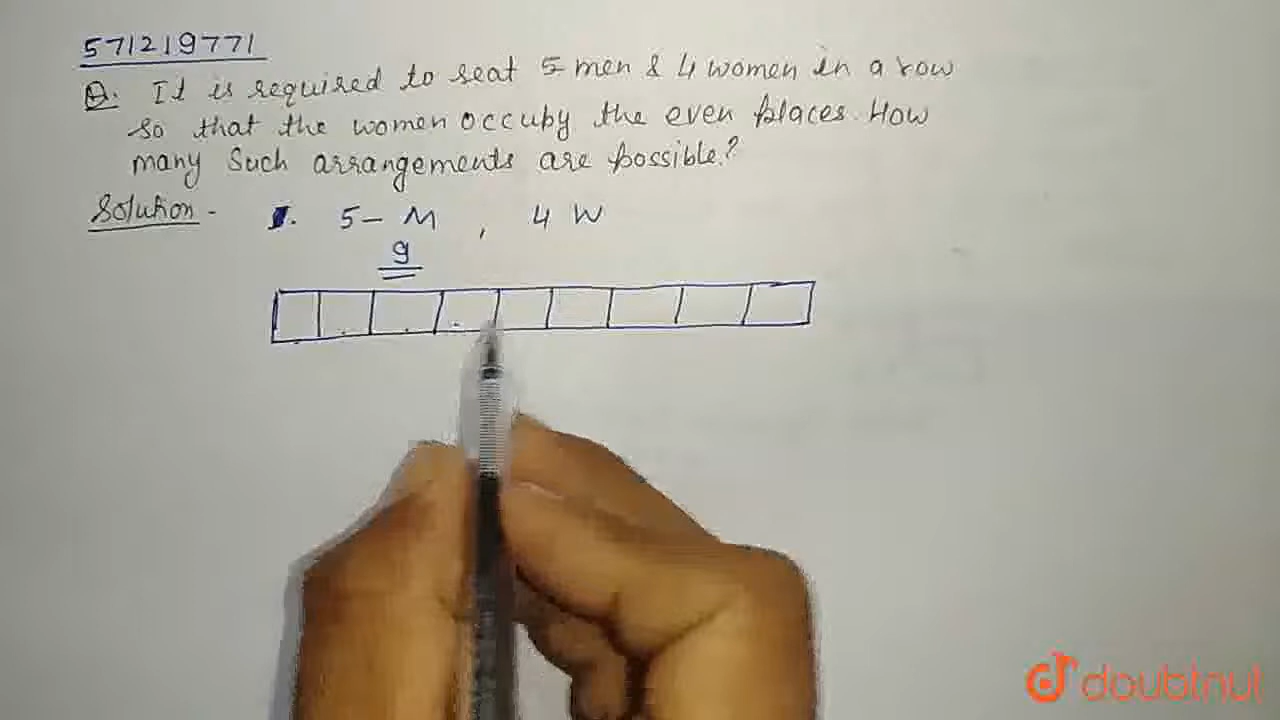 571219771
Q. It is required to seat 5 men & 4 women in a row
so that the women occupy the even places. How
many such arrangements are possible?
Solution - 1. 5- M , 4 W
9
doubtnut